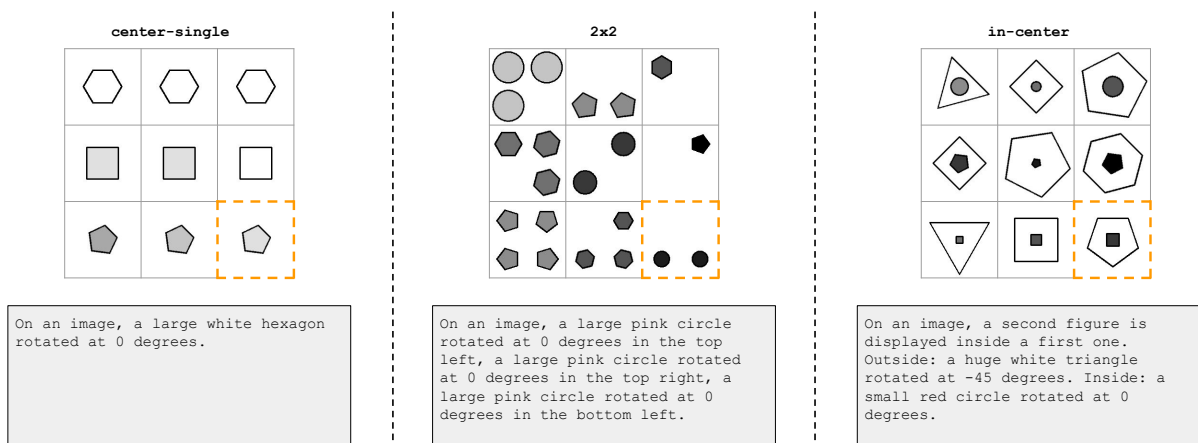 center-single
On an image, a large white hexagon
rotated at 0 degrees.
2x2
On an image, a large pink circle
rotated at 0 degrees in the top
left, a large pink circle rotated
at 0 degrees in the top right, a
large pink circle rotated at 0
degrees in the bottom left.
in-center
On an image, a second figure is
displayed inside a first one.
Outside: a huge white triangle
rotated at -45 degrees. Inside: a
small red circle rotated at 0
degrees.